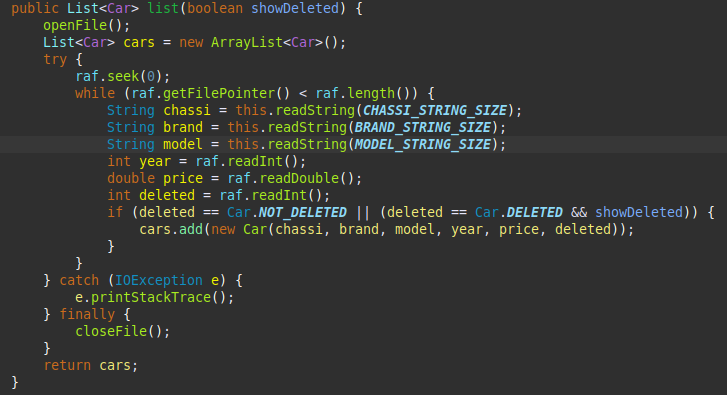 public List<Car> list(boolean showDeleted) {
    openFile();
    List<Car> cars = new ArrayList<Car>();
    try {
        raf.seek(0);
        while (raf.getFilePointer() < raf.length()) {
            String chassi = this.readString(CHASSI_STRING_SIZE);
            String brand = this.readString(BRAND_STRING_SIZE);
            String model = this.readString(MODEL_STRING_SIZE);
            int year = raf.readInt();
            double price = raf.readDouble();
            int deleted = raf.readInt();
            if (deleted == Car.NOT_DELETED || (deleted == Car.DELETED && showDeleted)) {
                cars.add(new Car(chassi, brand, model, year, price, deleted));
            }
        }
    } catch (IOException e) {
        e.printStackTrace();
    } finally {
        closeFile();
    }
    return cars;
}